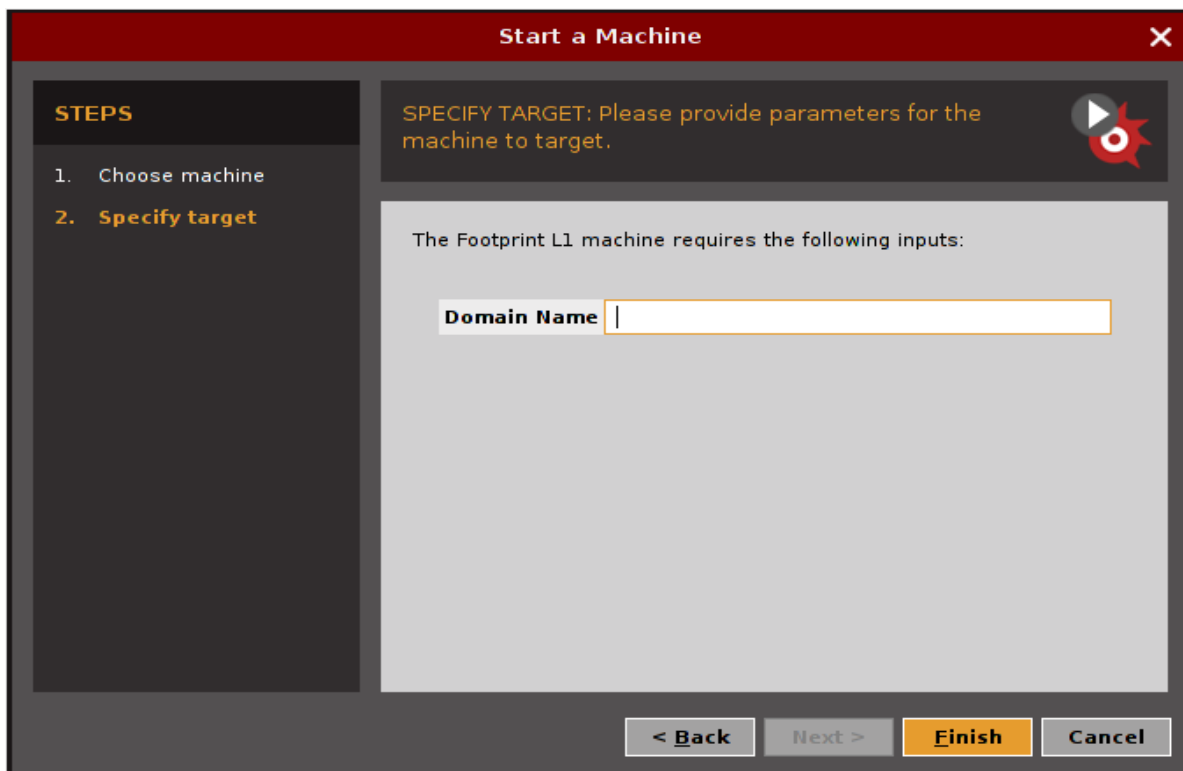 Start a Machine
STEPS
1. Choose machine
2. Specify target
SPECIFY TARGET: Please provide parameters for the
machine to target.
The Footprint L1 machine requires the following inputs:
Domain Name
< Back
Next >
Finish
Cancel